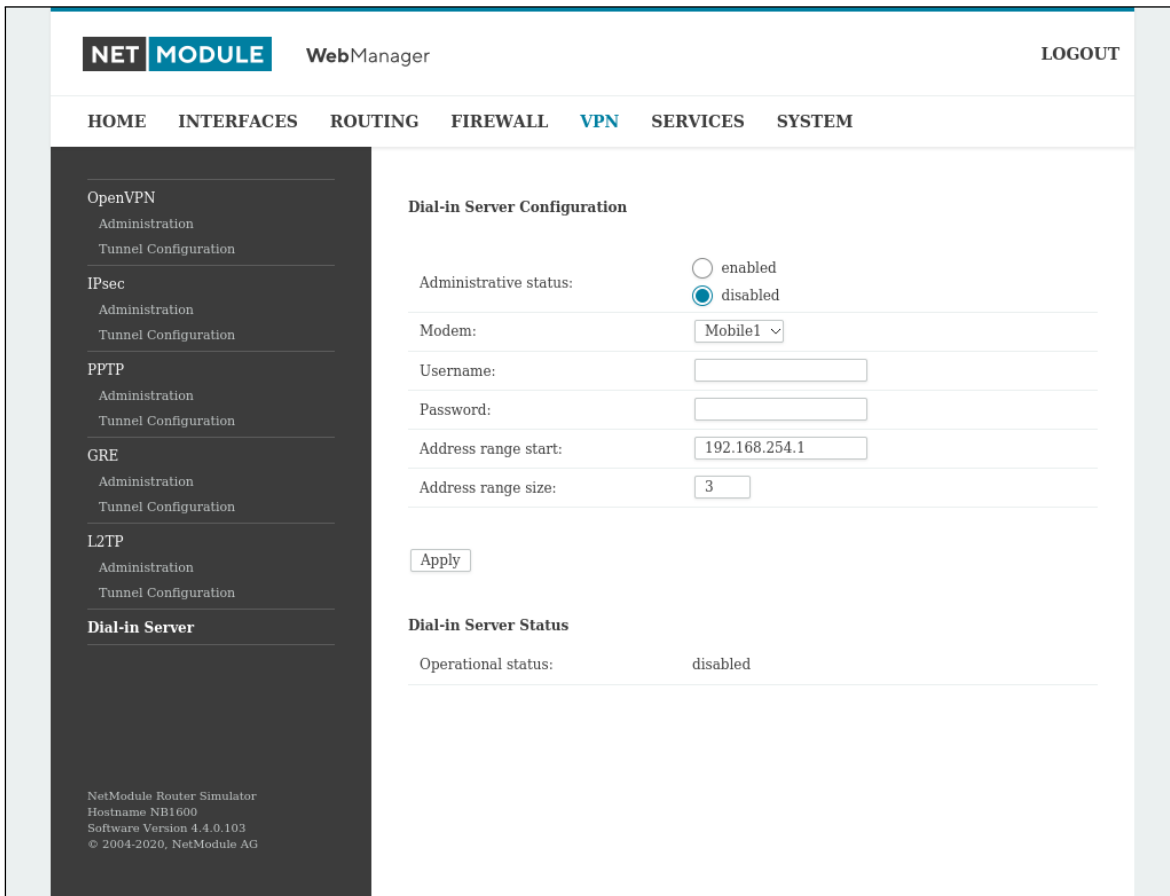 NET MODULE WebManager LOGOUT
HOME INTERFACES ROUTING FIREWALL VPN SERVICES SYSTEM
OpenVPN
Administration
Tunnel Configuration
IPsec
Administration
Tunnel Configuration
PPTP
Administration
Tunnel Configuration
GRE
Administration
Tunnel Configuration
L2TP
Administration
Tunnel Configuration
Dial-in Server
NetModule Router Simulator
Hostname NB1600
Software Version 4.4.0.103
© 2004-2020, NetModule AG
Dial-in Server Configuration
Administrative status:
enabled
disabled
Modem: Mobile1
Username:
Password:
Address range start: 192.168.254.1
Address range size: 3
Apply
Dial-in Server Status
Operational status: disabled